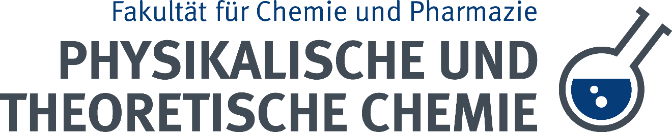 Fakultät für Chemie und Pharmazie
PHYSIKALISCHE UND
THEORETISCHE CHEMIE